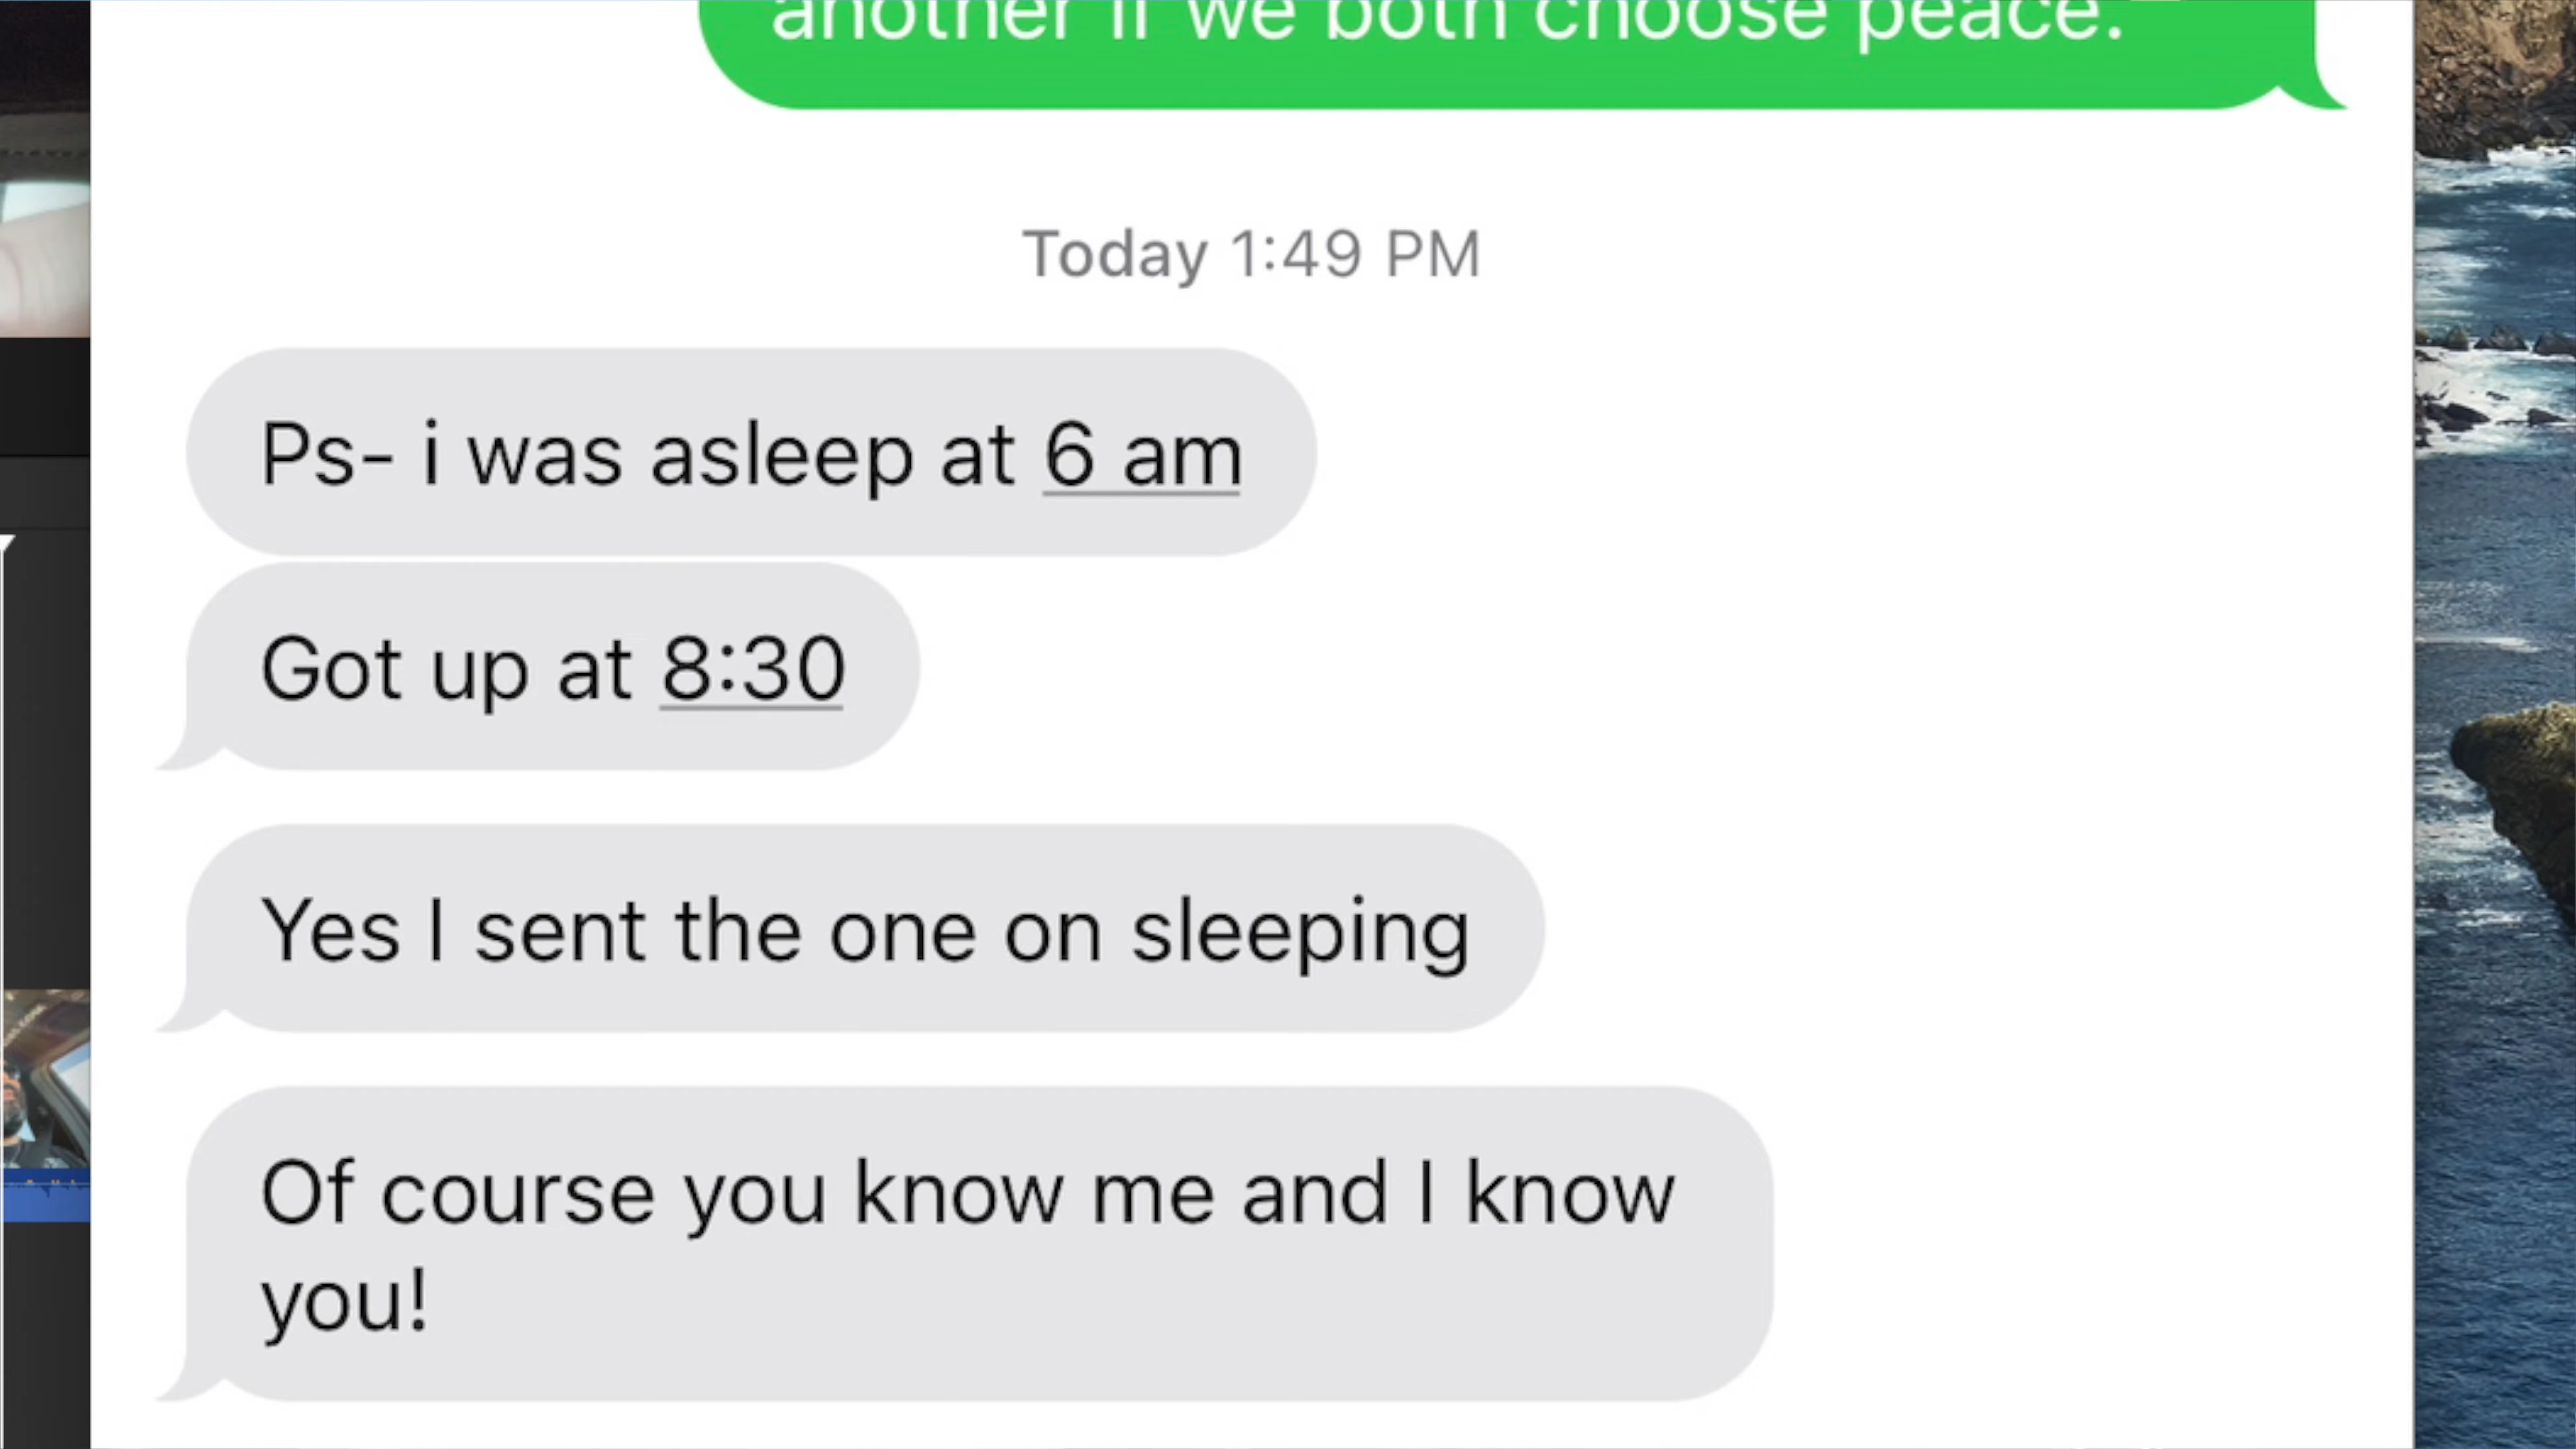 another if we both choose peace.
Today 1:49 PM
Ps- i was asleep at 6 am
Got up at 8:30
Yes I sent the one on sleeping
Of course you know me and I know
you!